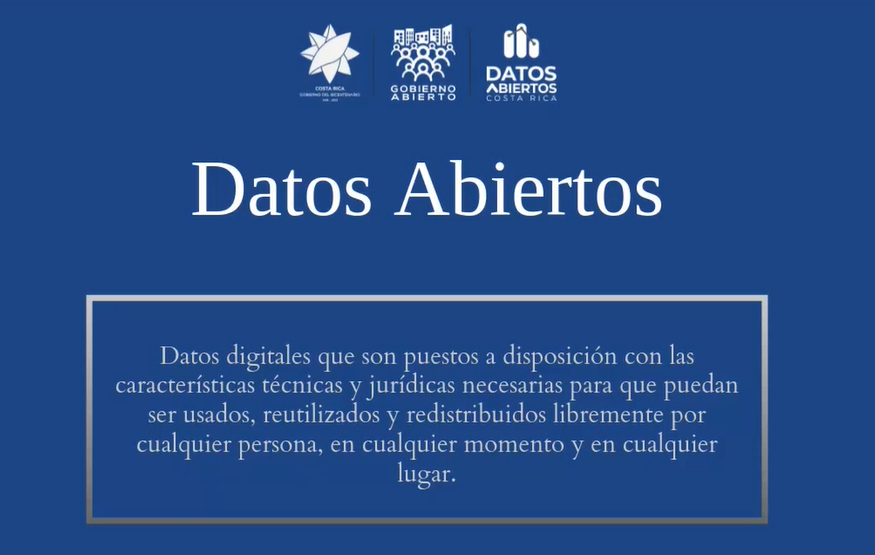 COSTA RICA
GOBIERNO DEL BICENTENARIO
GOBIERNO
ABIERTO
DATOS
ABIERTOS
COSTA RICA
Datos Abiertos
Datos digitales que son puestos a disposición con las
características técnicas y jurídicas necesarias para que puedan
ser usados, reutilizados y redistribuidos libremente por
cualquier persona, en cualquier momento y en cualquier
lugar.